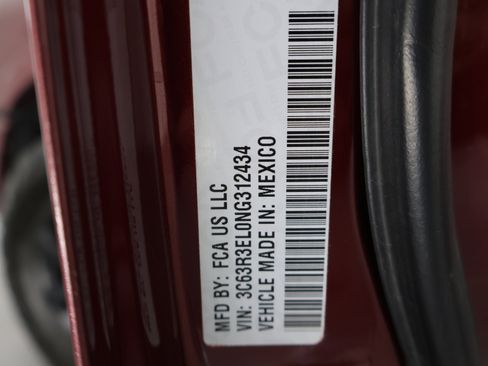 MFD BY: FCA US LLC
VIN: 3C63R3EL0NG312434
VEHICLE MADE IN: MEXICO